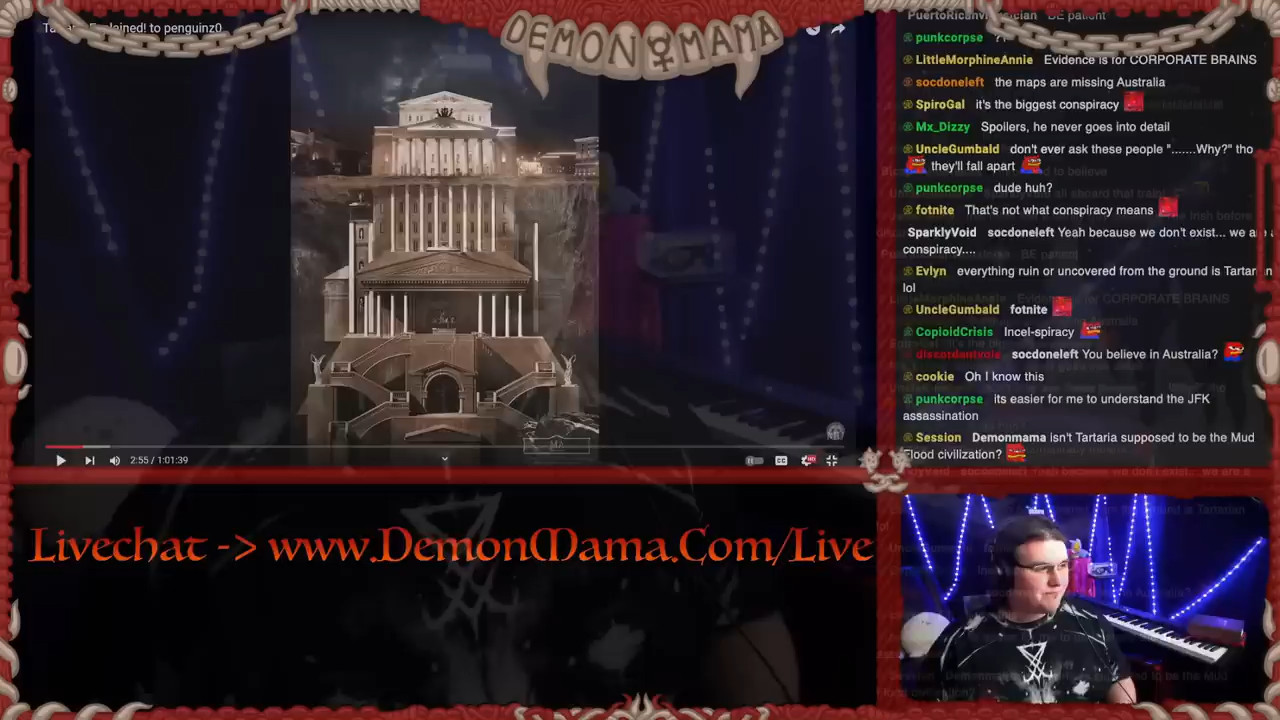 Explained! to penguinz0
DEMON MAMA
2:55 / 1:01:39
CC
Livechat -> www.DemonMama.Com/Live
BE patient
punkcorpse ?!
LittleMorphineAnnie Evidence is for CORPORATE BRAINS
socdoneleft the maps are missing Australia
SpiroGal it's the biggest conspiracy
Mx_Dizzy Spoilers, he never goes into detail
UncleGumbald don't ever ask these people ".......Why?" tho
they'll fall apart
punkcorpse dude huh?
fotnite That's not what conspiracy means
SparklyVoid socdoneleft Yeah because we don't exist... we are a
conspiracy....
Evlyn everything ruin or uncovered from the ground is Tartarian
lol
UncleGumbald fotnite
CopioidCrisis Incel-spiracy
socdoneleft You believe in Australia?
cookie Oh I know this
punkcorpse its easier for me to understand the JFK
assassination
Session Demonmama isn't Tartaria supposed to be the Mud
Flood civilization?